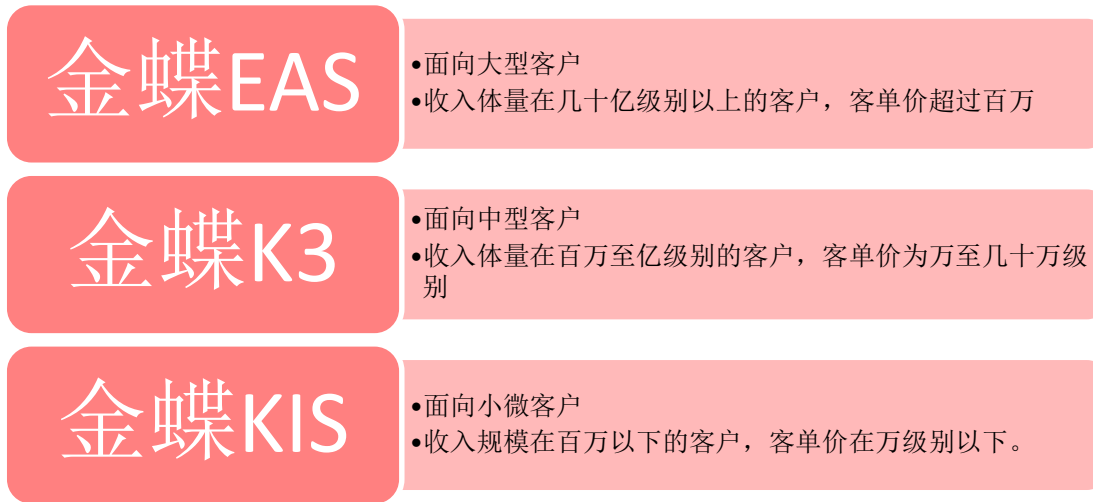 金蝶EAS
•面向大型客户
•收入体量在几十亿级别以上的客户，客单价超过百万
金蝶K3
•面向中型客户
•收入体量在百万至亿级别的客户，客单价为万至几十万级
别
金蝶KIS
•面向小微客户
•收入规模在百万以下的客户，客单价在万级别以下。